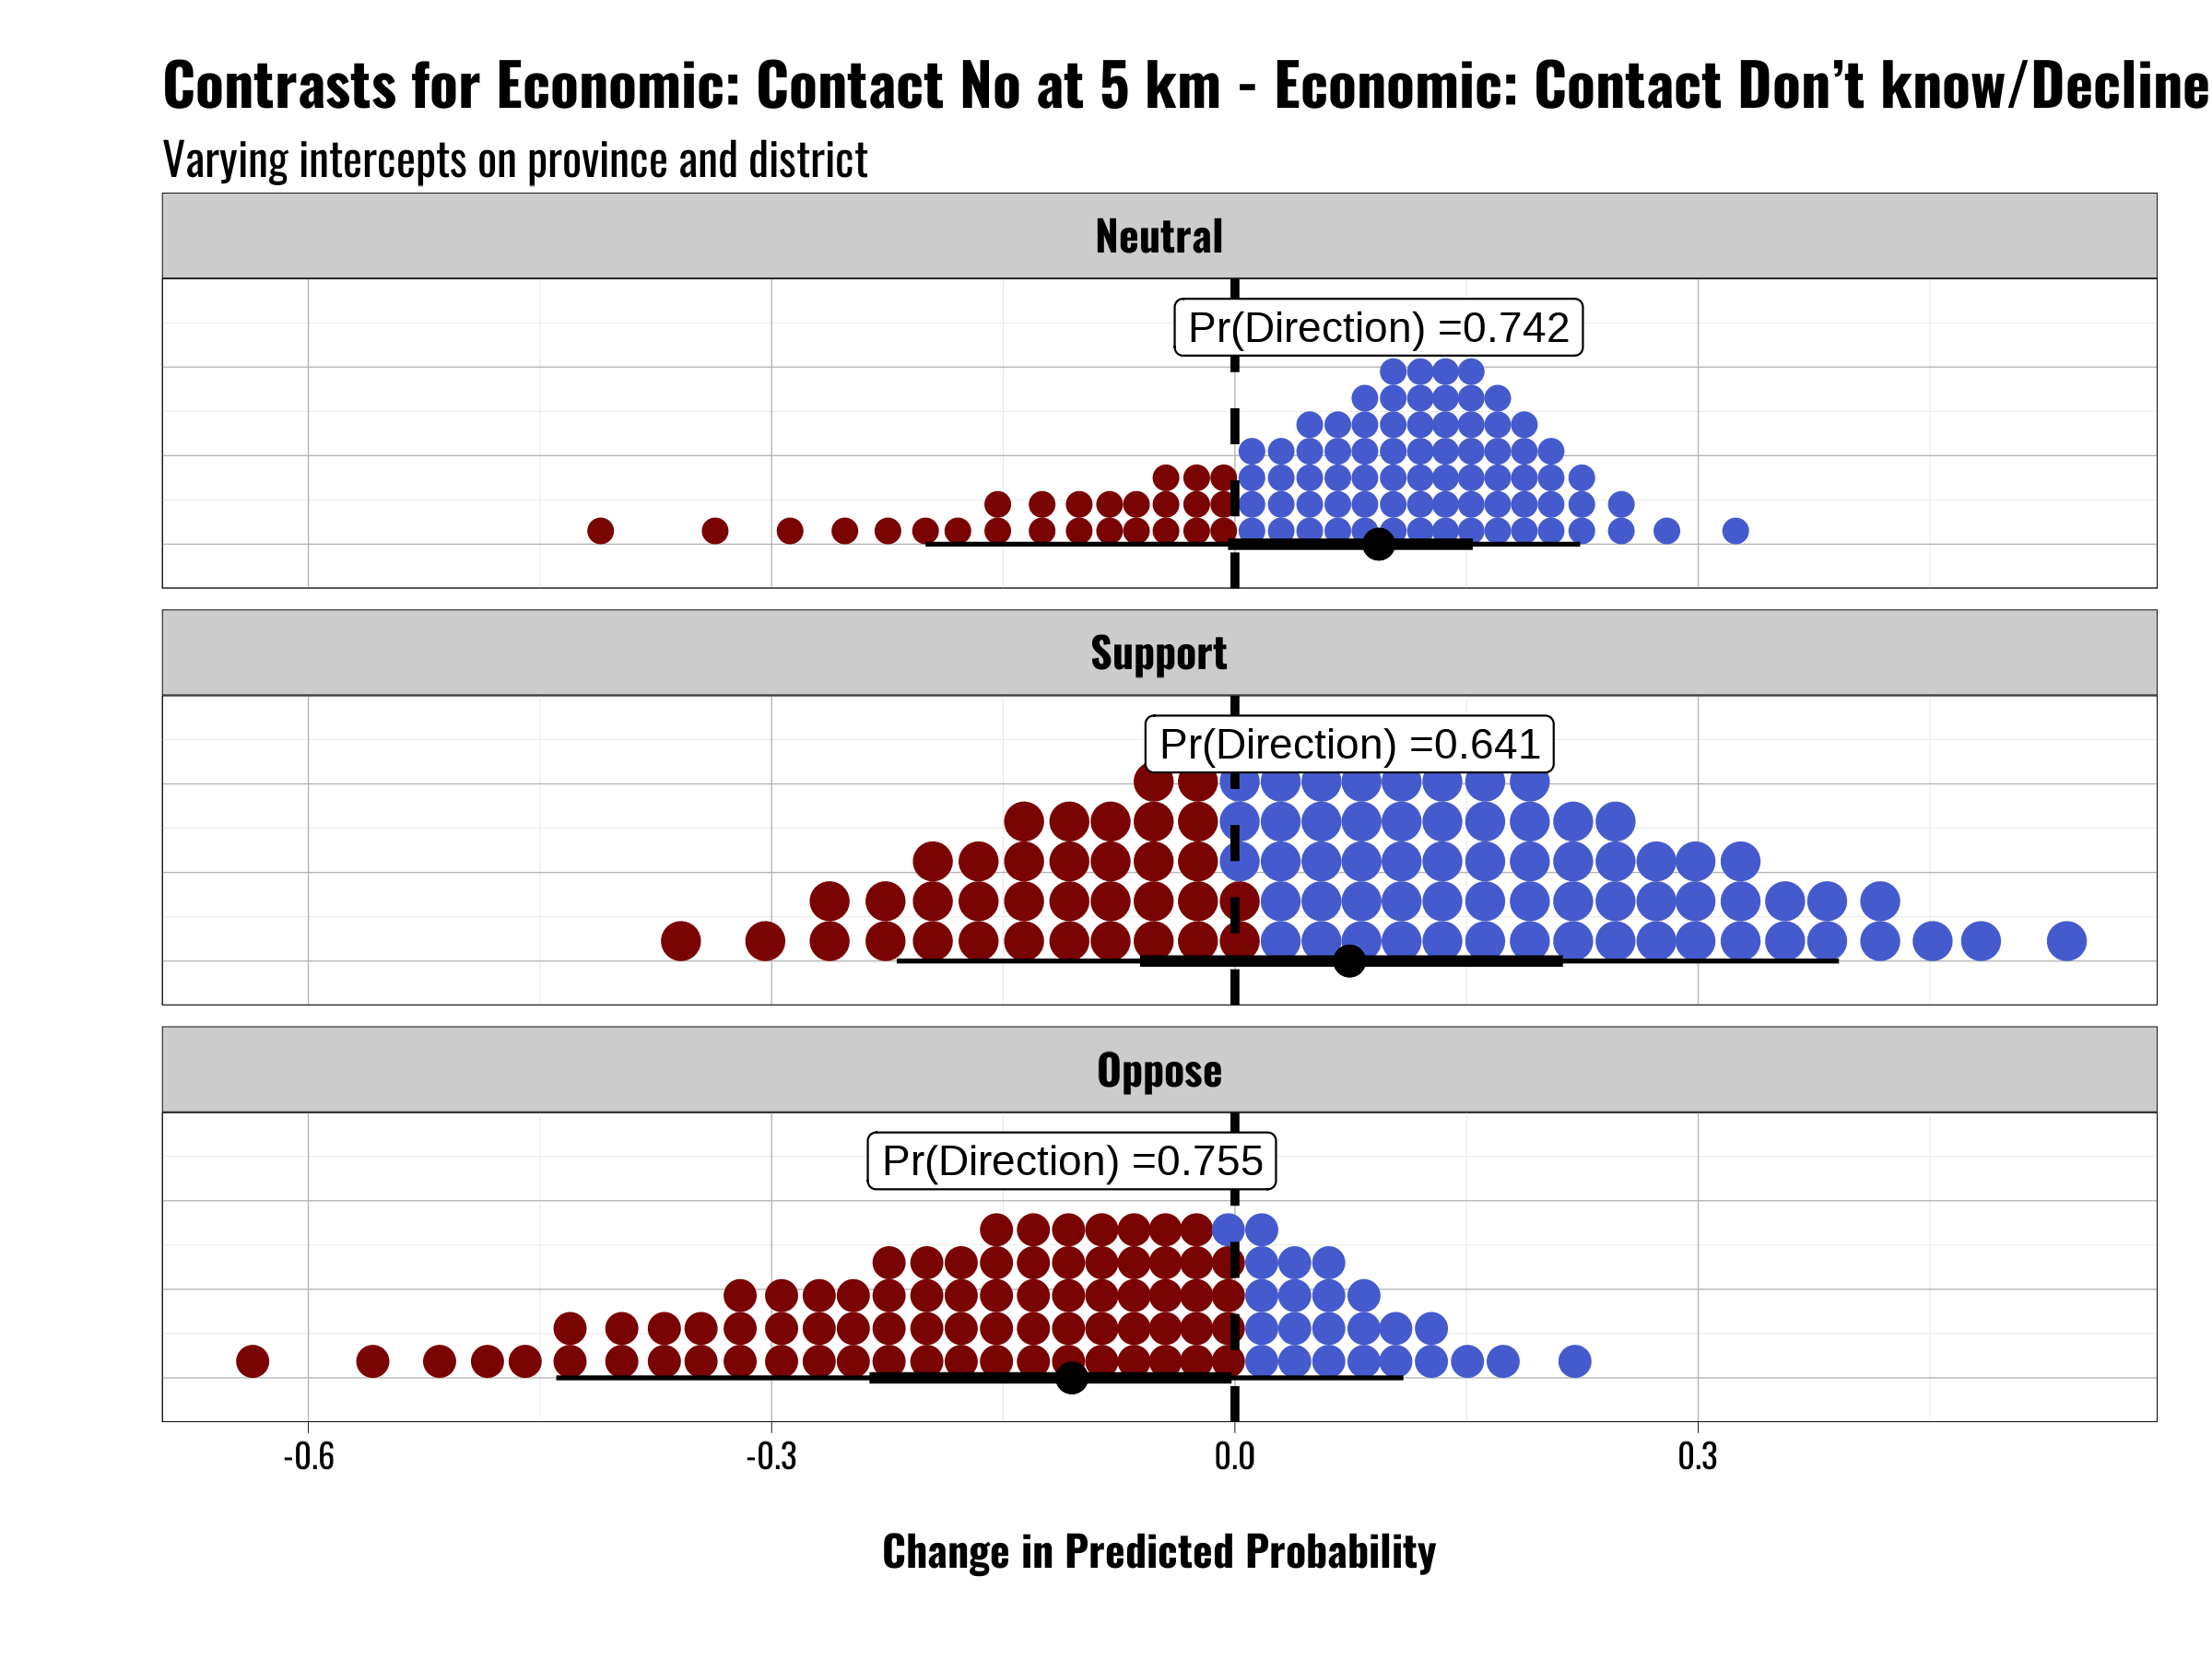 Contrasts for Economic: Contact No at 5 km - Economic: Contact Don’t know/Decline
Varying intercepts on province and district
Neutral
Pr(Direction) =0.742
Support
Pr(Direction) =0.641
Oppose
Pr(Direction) =0.755
-0.6 -0.3 0.0 0.3
Change in Predicted Probability